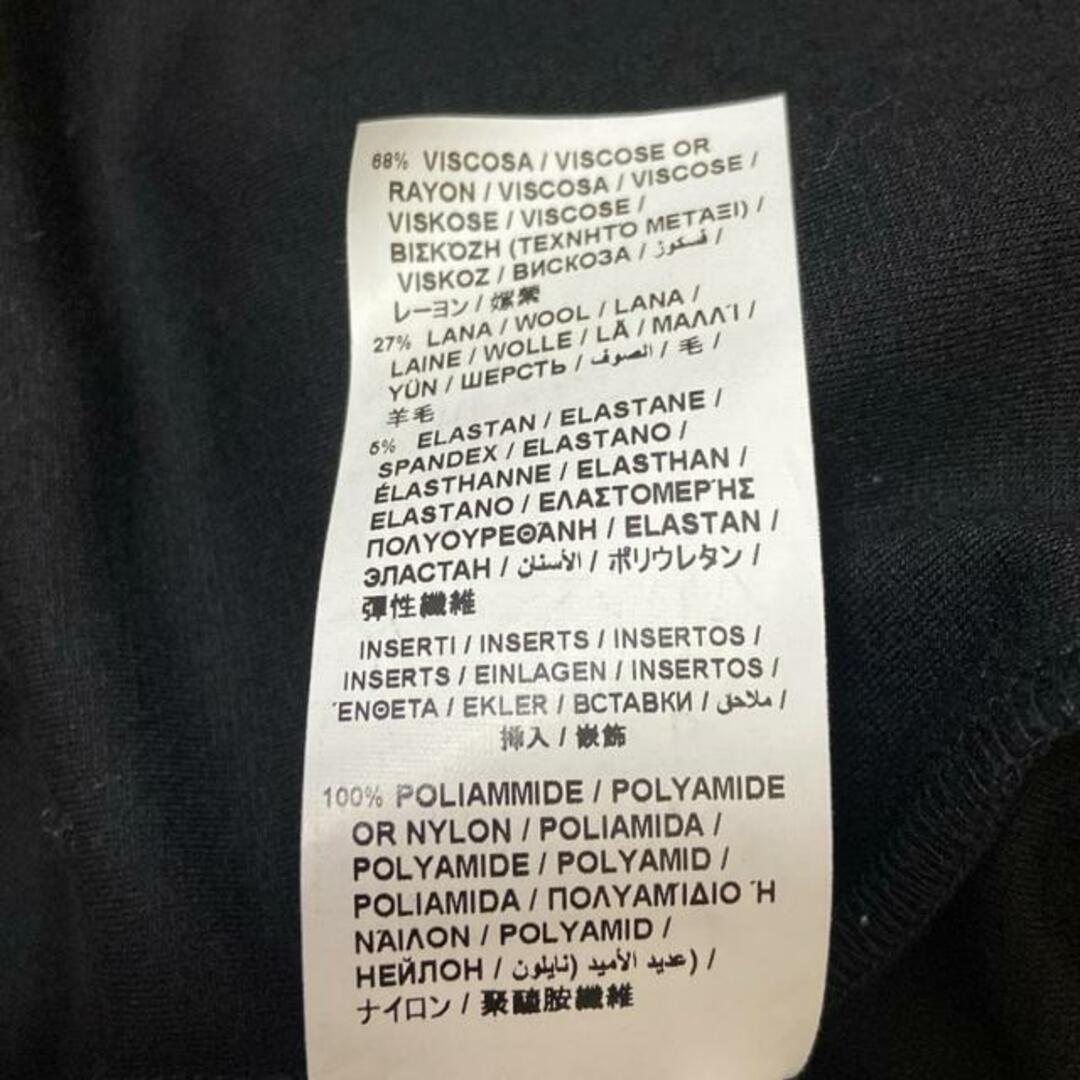 68% VISCOSA / VISCOSE OR
RAYON / VISCOSA / VISCOSE /
VISKOSE / VISCOSE /
ΒΙΣΚΌΖΗ (ΤΕΧΝΗΤΌ ΜΕΤΑΞΙ) /
VISKOZ / ВИСКОЗА / فسكوز /
レーヨン / 嫘縈
27% LANA / WOOL / LANA /
LAINE / WOLLE / LÃ / ΜΑΛΛΊ /
YÜN / ШЕРСТЬ / الصوف / 毛 /
羊毛
5% ELASTAN / ELASTANE /
SPANDEX / ELASTANO /
ÉLASTHANNE / ELASTHAN /
ELASTANO / ΕΛΑΣΤΟΜΕΡΉΣ
ΠΟΛΥΟΥΡΕΘΆΝΗ / ELASTAN /
ЭЛАСТАН / الأستان / ポリウレタン /
彈性纖維
INSERTI / INSERTS / INSERTOS /
INSERTS / EINLAGEN / INSERTOS /
ΈΝΘΕΤΑ / EKLER / ВСТАВКИ / ملاحق /
挿入 / 嵌飾
100% POLIAMMIDE / POLYAMIDE
OR NYLON / POLIAMIDA /
POLYAMIDE / POLYAMID /
POLIAMIDA / ΠΟΛΥΑΜΊΔΙΟ Ή
ΝΆΙΛΟΝ / POLYAMID /
НЕЙЛОН / عديد الأميد (نايلون) /
ナイロン / 聚醯胺纖維